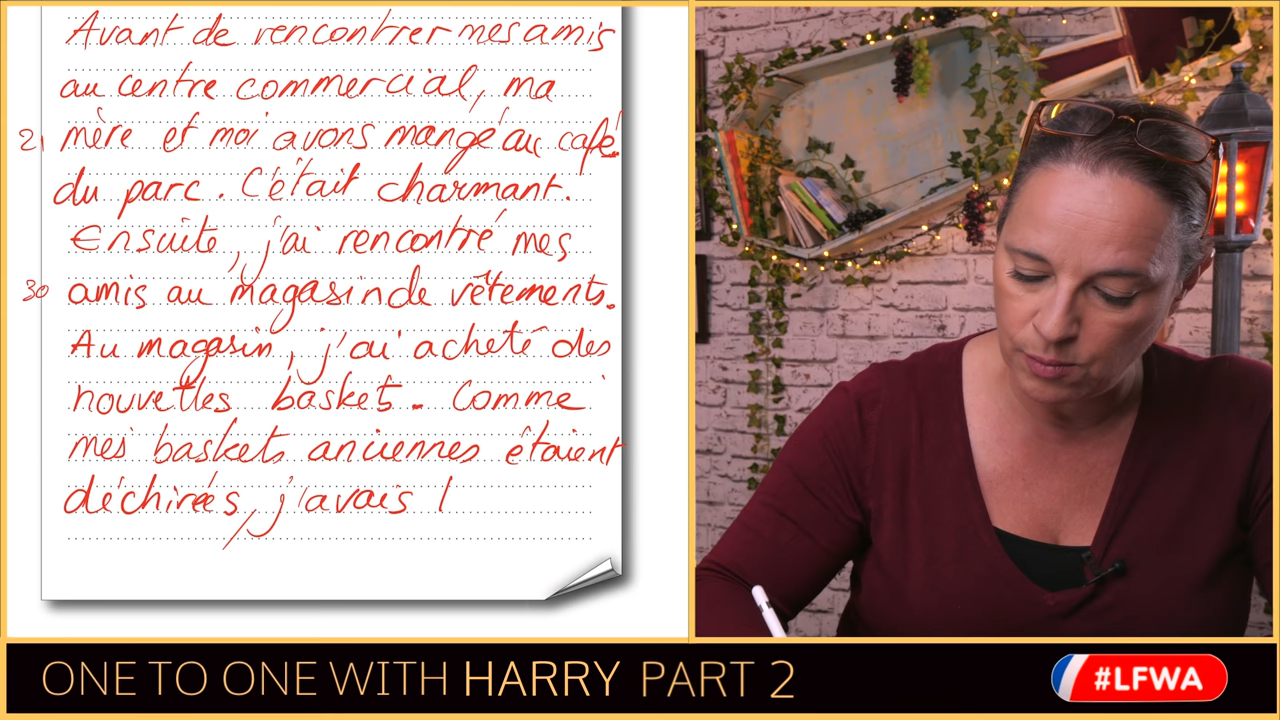 Avant de rencontrer mes amis
au centre commercial, ma
21 mère et moi avons mangé au café
du parc. C'était charmant.
Ensuite, j'ai rencontré mes
30 amis au magasin de vêtements.
Au magasin, j'ai acheté des
nouvelles baskets. Comme
mes baskets anciennes étaient
déchirées, j'avais l
ONE TO ONE WITH HARRY PART 2
#LFWA